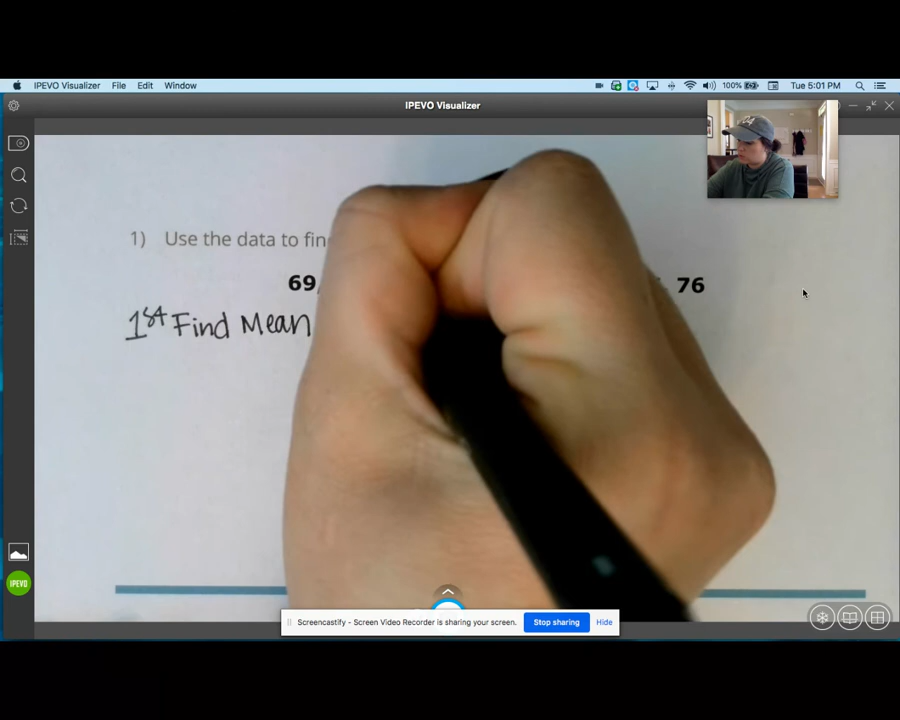 IPEVO Visualizer File Edit Window 100% Tue 5:01 PM
IPEVO Visualizer
1) Use the data to fin
69, 76
1st Find Mean
IPEVO
Screencastify - Screen Video Recorder is sharing your screen. Stop sharing Hide